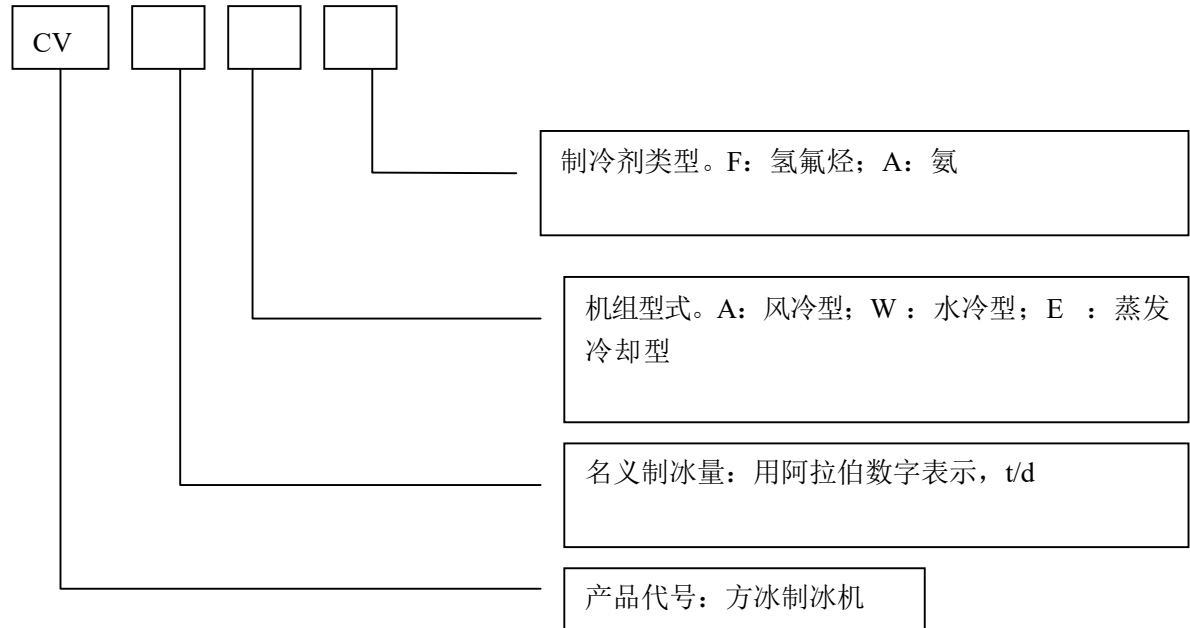 CV
制冷剂类型。F：氢氟烃；A：氨
机组型式。A：风冷型；W ：水冷型；E ：蒸发
冷却型
名义制冰量：用阿拉伯数字表示，t/d
产品代号：方冰制冰机